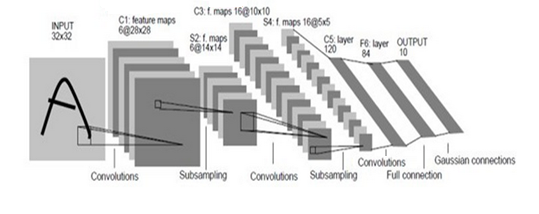 INPUT
32x32
C1: feature maps
6@28x28
S2: f. maps
6@14x14
C3: f. maps 16@10x10
S4: f. maps 16@5x5
C5: layer
120
F6: layer
84
OUTPUT
10
A
Convolutions
Subsampling
Convolutions
Subsampling
Convolutions
Full connection
Gaussian connections